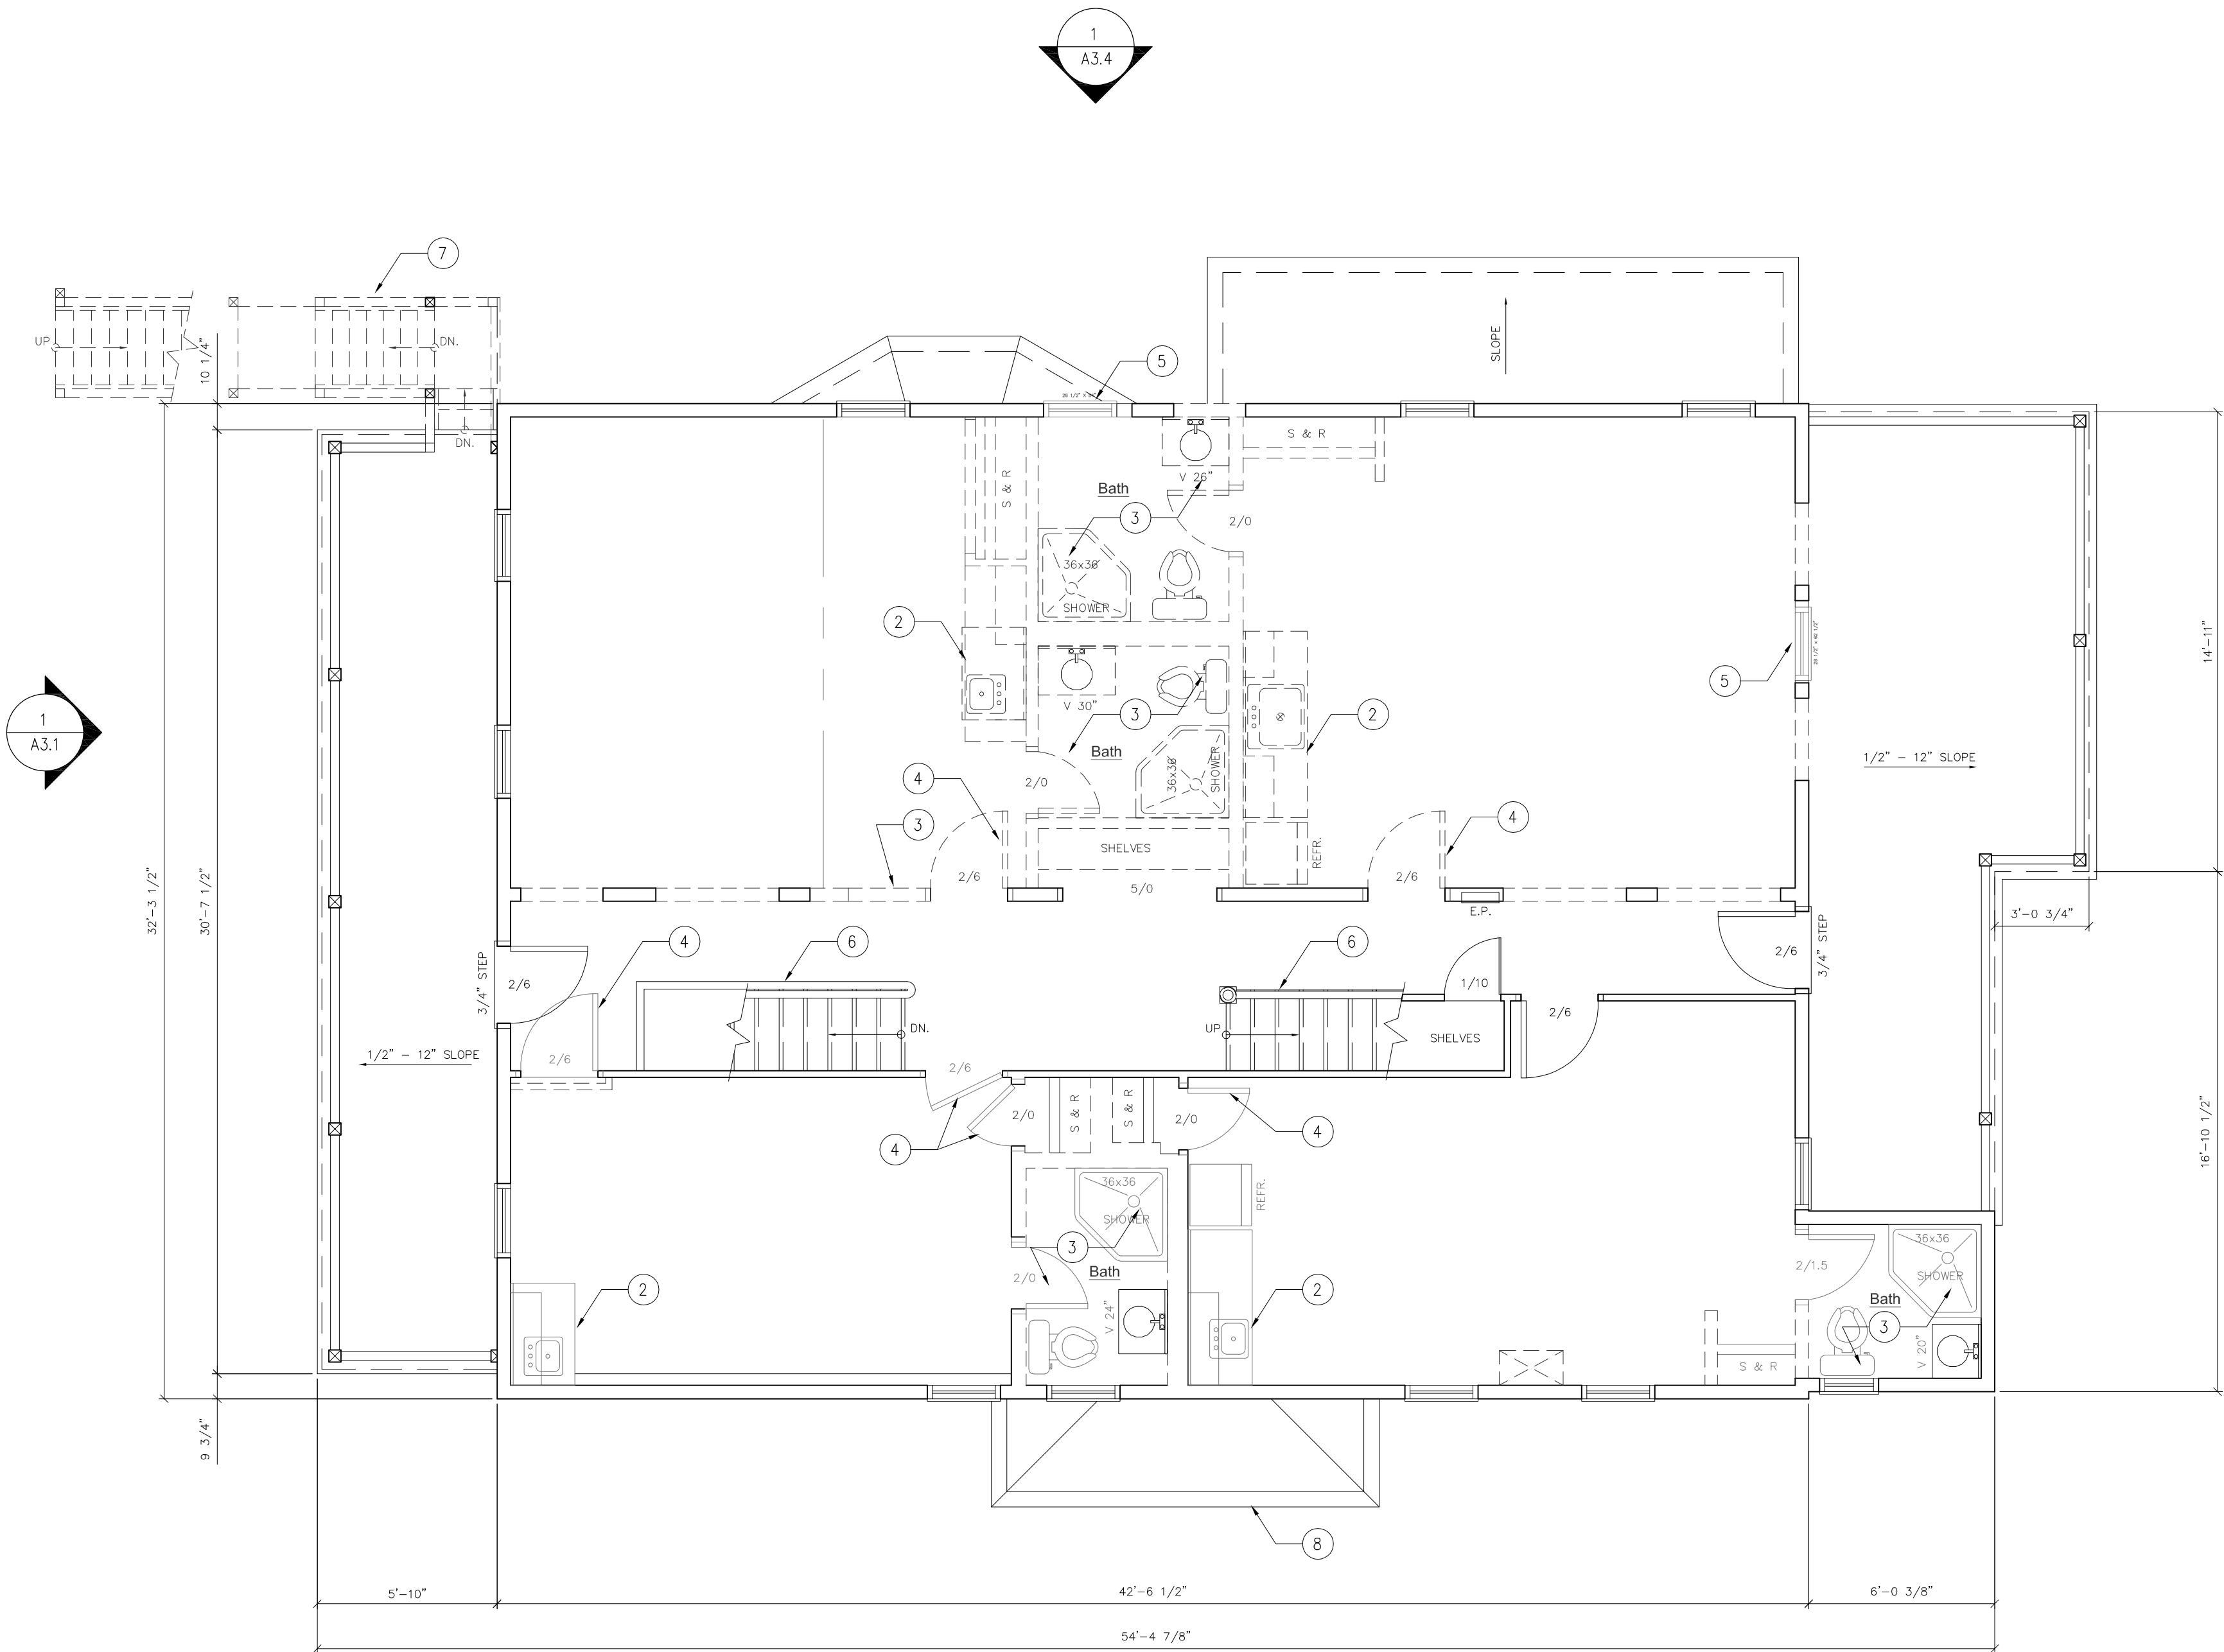 1
A3.4
7
UP
DN.
10 1/4"
DN.
5
SLOPE
28 1/2" X
S & R
S & R
V 26"
Bath
3
2/0
36x36
SHOWER
2
V 30"
3
Bath
2/0
36x36
SHOWER
2
28 1/2" x 62 1/2"
5
14'-11"
1
A3.1
1/2" - 12" SLOPE
4
3
2/6
SHELVES
5/0
REFR.
2/6
4
E.P.
32'-3 1/2"
30'-7 1/2"
3'-0 3/4"
4
6
6
3/4" STEP
2/6
1/10
2/6
3/4" STEP
2/6
DN.
UP
SHELVES
1/2" - 12" SLOPE
2/6
2/6
2/0
S & R
S & R
2/0
4
4
16'-10 1/2"
36x36
SHOWER
REFR.
3
Bath
2/0
V 24"
2
2
2/1.5
36x36
SHOWER
Bath
3
V 20"
S & R
9 3/4"
8
5'-10"
42'-6 1/2"
6'-0 3/8"
54'-4 7/8"